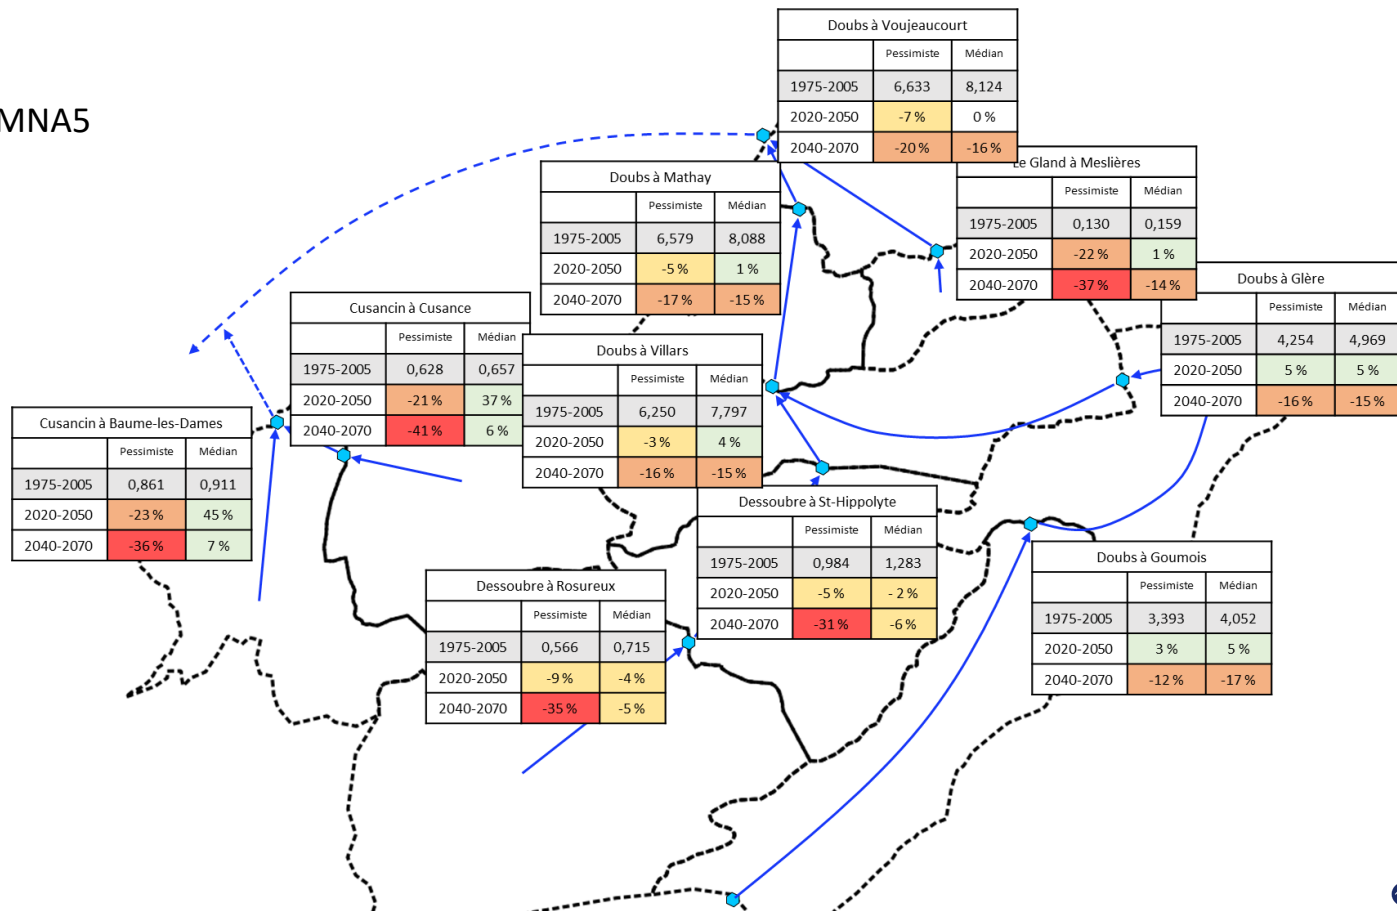 MNA5
Doubs à Voujeaucourt
Pessimiste Médian
1975-2005 6,633 8,124
2020-2050 -7 % 0 %
2040-2070 -20 % -16 %
Doubs à Mathay
Pessimiste Médian
1975-2005 6,579 8,088
2020-2050 -5 % 1 %
2040-2070 -17 % -15 %
Le Gland à Meslières
Pessimiste Médian
1975-2005 0,130 0,159
2020-2050 -22 % 1 %
2040-2070 -37 % -14 %
Doubs à Glère
Pessimiste Médian
1975-2005 4,254 4,969
2020-2050 5 % 5 %
2040-2070 -16 % -15 %
Cusancin à Cusance
Pessimiste Médian
1975-2005 0,628 0,657
2020-2050 -21 % 37 %
2040-2070 -41 % 6 %
Doubs à Villars
Pessimiste Médian
1975-2005 6,250 7,797
2020-2050 -3 % 4 %
2040-2070 -16 % -15 %
Cusancin à Baume-les-Dames
Pessimiste Médian
1975-2005 0,861 0,911
2020-2050 -23 % 45 %
2040-2070 -36 % 7 %
Dessoubre à St-Hippolyte
Pessimiste Médian
1975-2005 0,984 1,283
2020-2050 -5 % - 2 %
2040-2070 -31 % -6 %
Doubs à Goumois
Pessimiste Médian
1975-2005 3,393 4,052
2020-2050 3 % 5 %
2040-2070 -12 % -17 %
Dessoubre à Rosureux
Pessimiste Médian
1975-2005 0,566 0,715
2020-2050 -9 % -4 %
2040-2070 -35 % -5 %